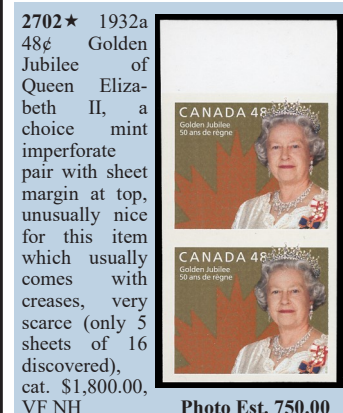 2702★ 1932a
48¢ Golden
Jubilee of
Queen Eliza-
beth II, a
choice mint
imperforate
pair with sheet
margin at top,
unusually nice
for this item
which usually
comes with
creases, very
scarce (only 5
sheets of 16
discovered),
cat. $1,800.00,
VF NH
CANADA 48
Golden Jubilee
50 ans de règne
CANADA 48
Golden Jubilee
50 ans de règne
Photo Est. 750.00